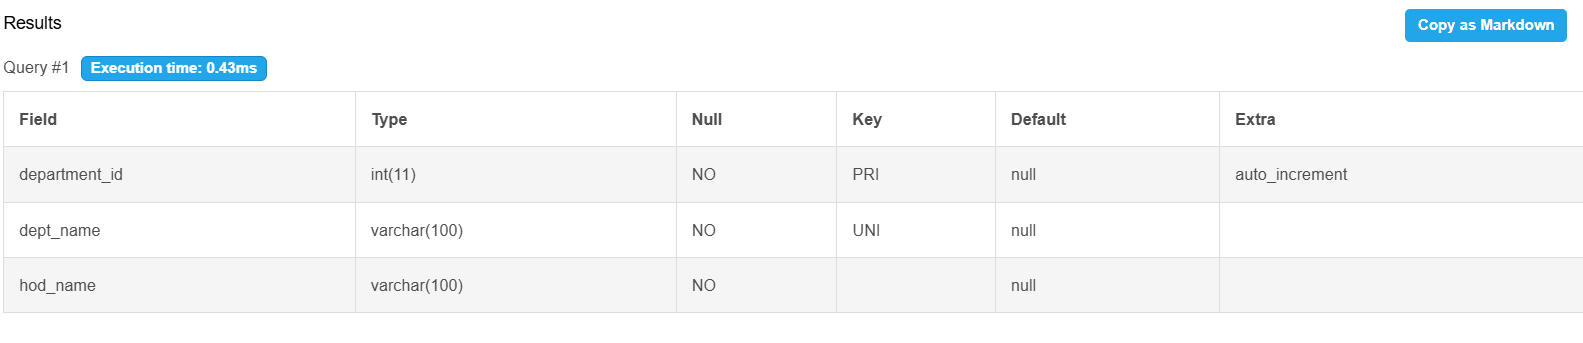 Results
Copy as Markdown
Query #1 Execution time: 0.43ms
Field Type Null Key Default Extra
department_id int(11) NO PRI null auto_increment
dept_name varchar(100) NO UNI null
hod_name varchar(100) NO null